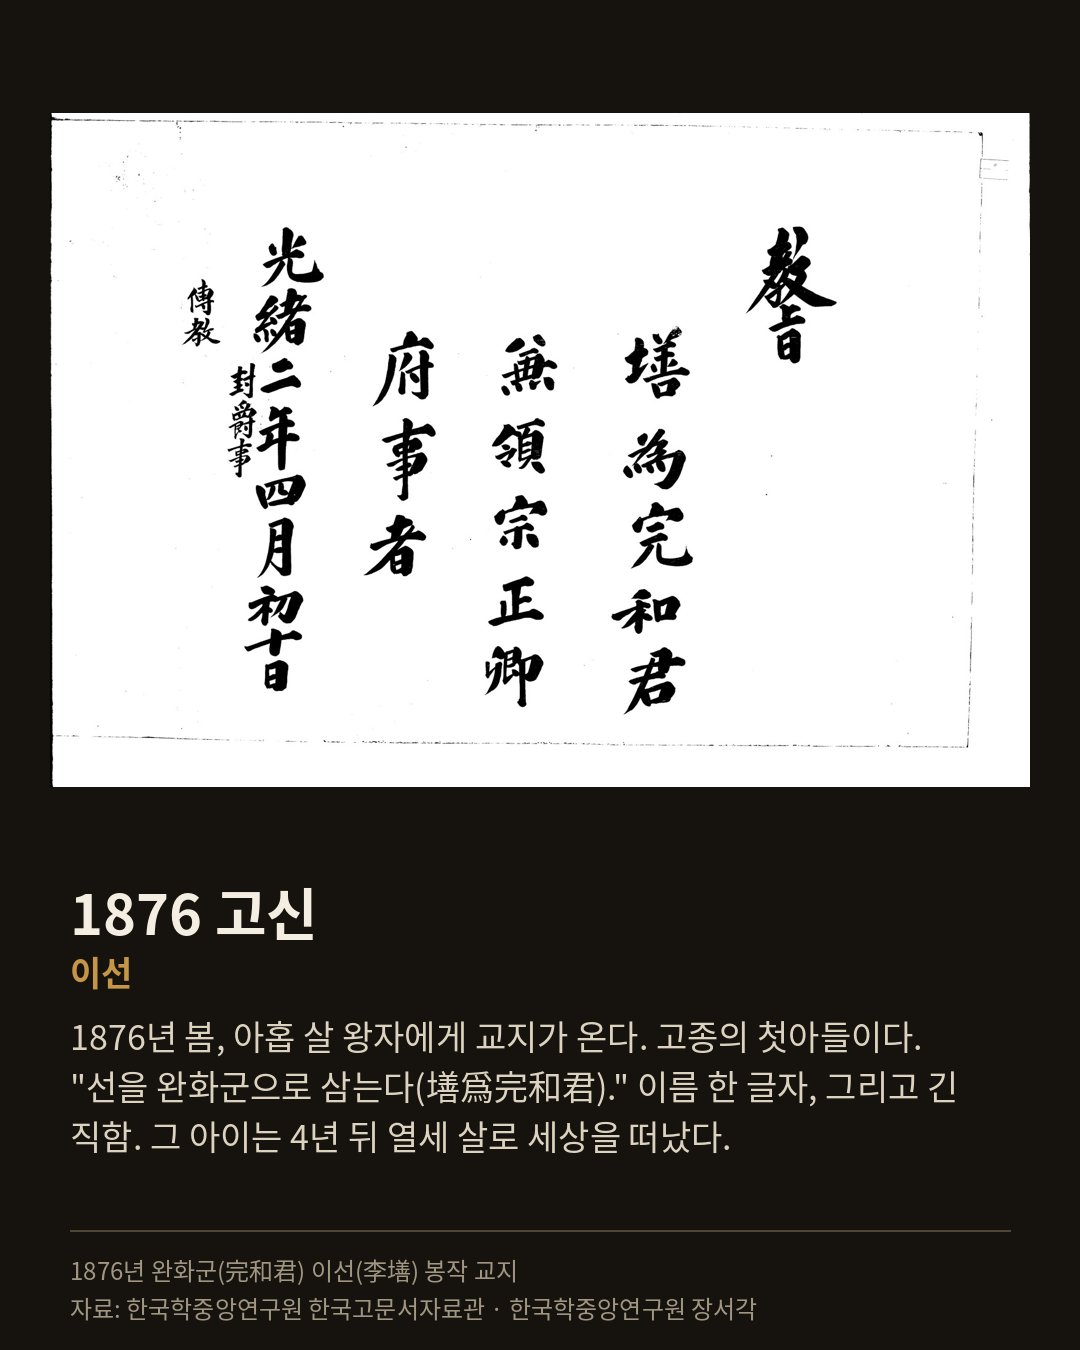 敎旨
墡為完和君
兼領宗正卿
府事者
光緖二年四月初十日
封爵事
傳敎
1876 고신
이선
1876년 봄, 아홉 살 왕자에게 교지가 온다. 고종의 첫아들이다.
"선을 완화군으로 삼는다(墡爲完和君)." 이름 한 글자, 그리고 긴
직함. 그 아이는 4년 뒤 열세 살로 세상을 떠났다.
1876년 완화군(完和君) 이선(李墡) 봉작 교지
자료: 한국학중앙연구원 한국고문서자료관 · 한국학중앙연구원 장서각